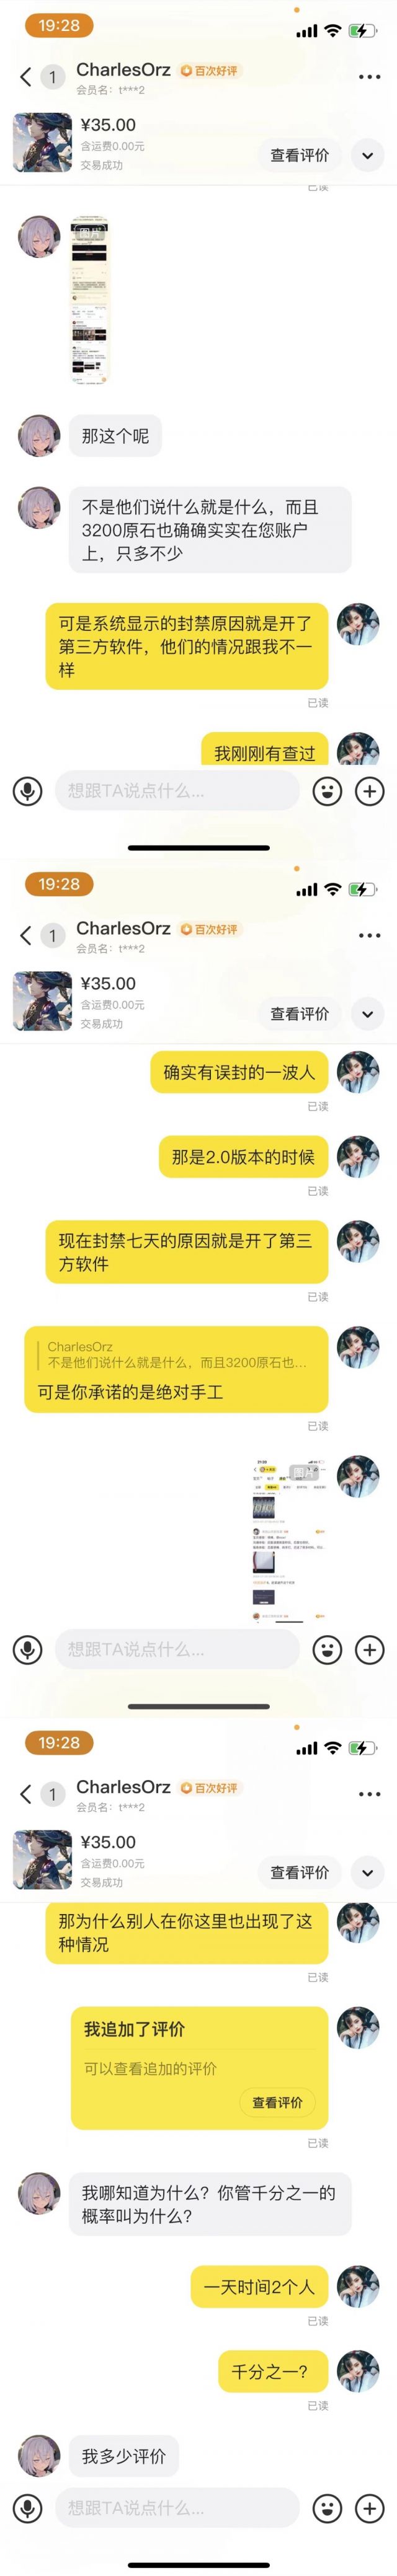 19:28
1
CharlesOrz 百次好评
会员名：t***2
¥35.00
含运费0.00元
交易成功
查看评价
已读
图片
那这个呢
不是他们说什么就是什么，而且
3200原石也确确实实在您账户
上，只多不少
可是系统显示的封禁原因就是开了
第三方软件，他们的情况跟我不一
样
已读
我刚刚有查过
想跟TA说点什么...
19:28
1
CharlesOrz 百次好评
会员名：t***2
¥35.00
含运费0.00元
交易成功
查看评价
确实有误封的一波人
已读
那是2.0版本的时候
已读
现在封禁七天的原因就是开了第三
方软件
已读
CharlesOrz
不是他们说什么就是什么，而且3200原石也...
可是你承诺的是绝对手工
已读
图片
想跟TA说点什么...
19:28
1
CharlesOrz 百次好评
会员名：t***2
¥35.00
含运费0.00元
交易成功
查看评价
那为什么别人在你这里也出现了这
种情况
已读
我追加了评价
可以查看追加的评价
查看评价
已读
我哪知道为什么？你管千分之一的
概率叫为什么？
一天时间2个人
已读
千分之一？
已读
我多少评价
想跟TA说点什么...